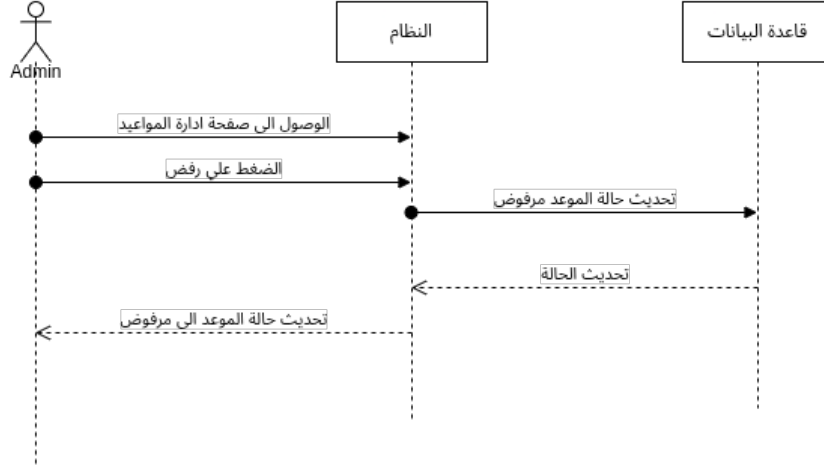 Admin
النظام
قاعدة البيانات
الوصول الى صفحة ادارة المواعيد
الضغط علي رفض
تحديث حالة الموعد مرفوض
تحديث الحالة
تحديث حالة الموعد الى مرفوض